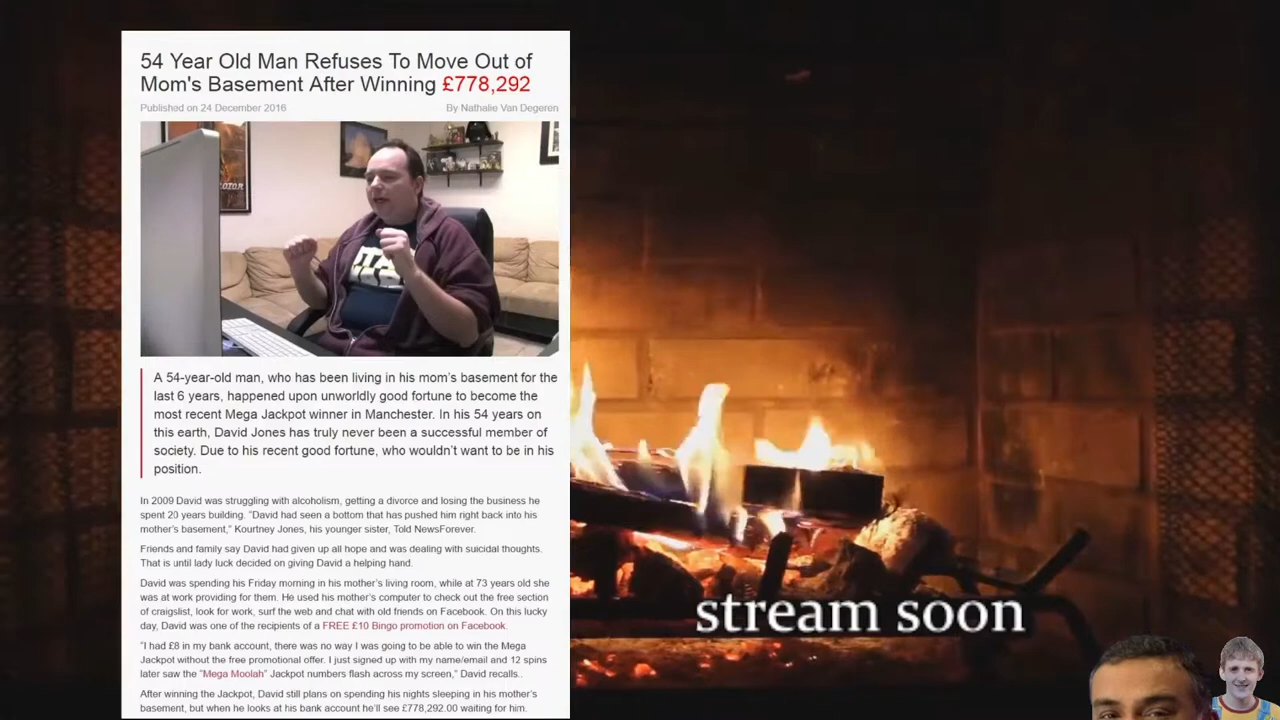 54 Year Old Man Refuses To Move Out of
Mom's Basement After Winning £778,292
Published on 24 December 2016 By Nathalie Van Degeren
A 54-year-old man, who has been living in his mom's basement for the
last 6 years, happened upon unworldly good fortune to become the
most recent Mega Jackpot winner in Manchester. In his 54 years on
this earth, David Jones has truly never been a successful member of
society. Due to his recent good fortune, who wouldn't want to be in his
position.
In 2009 David was struggling with alcoholism, getting a divorce and losing the business he
spent 20 years building. "David had seen a bottom that has pushed him right back into his
mother's basement," Kourtney Jones, his younger sister, Told NewsForever.
Friends and family say David had given up all hope and was dealing with suicidal thoughts.
That is until lady luck decided on giving David a helping hand.
David was spending his Friday morning in his mother's living room, while at 73 years old she
was at work providing for them. He used his mother's computer to check out the free section
of craigslist, look for work, surf the web and chat with old friends on Facebook. On this lucky
day, David was one of the recipients of a FREE £10 Bingo promotion on Facebook.
"I had £8 in my bank account, there was no way I was going to be able to win the Mega
Jackpot without the free promotional offer. I just signed up with my name/email and 12 spins
later saw the "Mega Moolah" Jackpot numbers flash across my screen," David recalls..
After winning the Jackpot, David still plans on spending his nights sleeping in his mother's
basement, but when he looks at his bank account he'll see £778,292.00 waiting for him.
stream soon